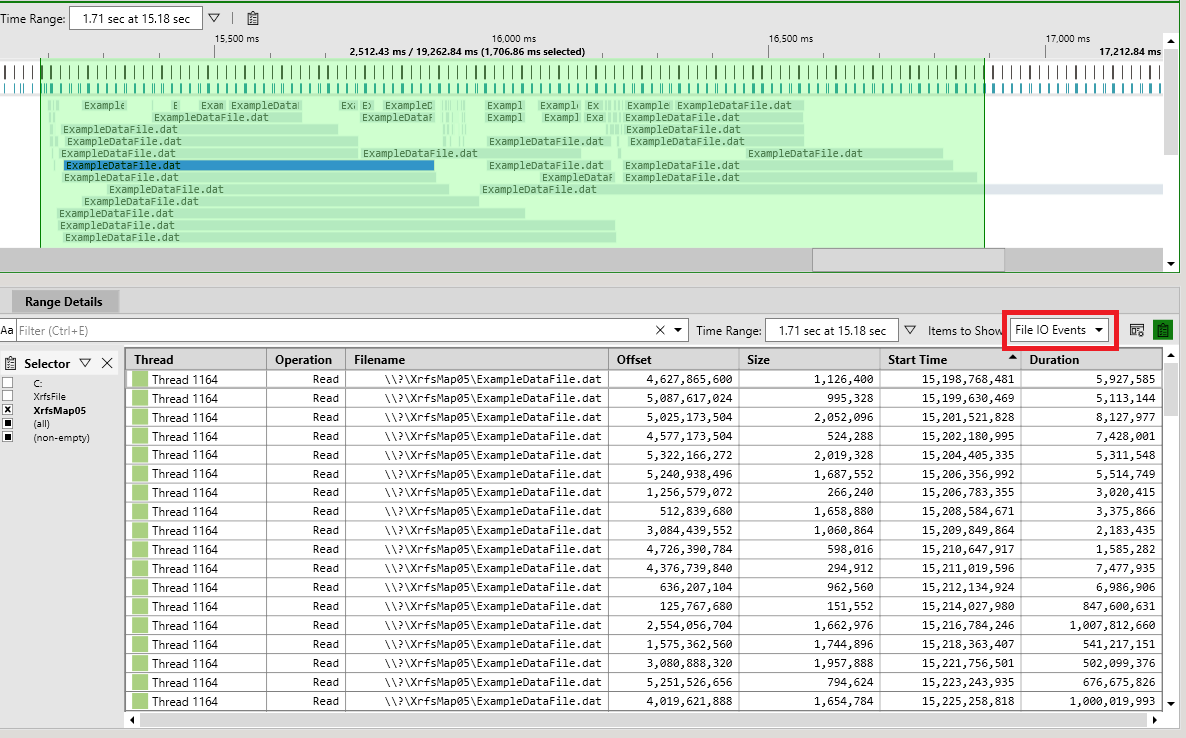 Time Range: 1.71 sec at 15.18 sec
15,500 ms 16,000 ms 16,500 ms 17,000 ms
2,512.43 ms / 19,262.84 ms (1,706.86 ms selected) 17,212.84 ms
Example E Exam ExampleData Exa Ex ExampleD Exampl Example Ex Example ExampleDataFile.dat
ExampleDataFile.dat ExampleDataF Exampl Exampl Exa ExampleDataFile.dat
ExampleDataFile.dat ExampleDataFile.dat
ExampleDataFile.dat ExampleDataFile.dat ExampleDataFile.dat
ExampleDataFile.dat ExampleDataFile.dat ExampleDataFile.dat
ExampleDataFile.dat ExampleDataFile.dat ExampleDataFile.dat
ExampleDataFile.dat ExampleDataF ExampleDataFile.dat
ExampleDataFile.dat ExampleDataFile.dat
ExampleDataFile.dat
ExampleDataFile.dat
ExampleDataFile.dat
ExampleDataFile.dat
Range Details
Aa Filter (Ctrl+E) Time Range: 1.71 sec at 15.18 sec Items to Show File IO Events
Selector
C:
XrfsFile
XrfsMap05
(all)
(non-empty)
Thread Operation Filename Offset Size Start Time Duration
Thread 1164 Read \\?\XrfsMap05\ExampleDataFile.dat 4,627,865,600 1,126,400 15,198,768,481 5,927,585
Thread 1164 Read \\?\XrfsMap05\ExampleDataFile.dat 5,087,617,024 995,328 15,199,630,469 5,113,144
Thread 1164 Read \\?\XrfsMap05\ExampleDataFile.dat 5,025,173,504 2,052,096 15,201,521,828 8,127,977
Thread 1164 Read \\?\XrfsMap05\ExampleDataFile.dat 4,577,173,504 524,288 15,202,180,995 7,428,001
Thread 1164 Read \\?\XrfsMap05\ExampleDataFile.dat 5,322,166,272 2,019,328 15,204,405,335 5,311,548
Thread 1164 Read \\?\XrfsMap05\ExampleDataFile.dat 5,240,938,496 1,687,552 15,206,356,992 5,514,749
Thread 1164 Read \\?\XrfsMap05\ExampleDataFile.dat 1,256,579,072 266,240 15,206,783,355 3,020,415
Thread 1164 Read \\?\XrfsMap05\ExampleDataFile.dat 512,839,680 1,658,880 15,208,584,671 3,375,866
Thread 1164 Read \\?\XrfsMap05\ExampleDataFile.dat 3,084,439,552 1,060,864 15,209,849,864 2,183,435
Thread 1164 Read \\?\XrfsMap05\ExampleDataFile.dat 4,726,390,784 598,016 15,210,647,917 1,585,282
Thread 1164 Read \\?\XrfsMap05\ExampleDataFile.dat 4,376,739,840 294,912 15,211,019,596 7,477,935
Thread 1164 Read \\?\XrfsMap05\ExampleDataFile.dat 636,207,104 962,560 15,212,134,924 6,986,906
Thread 1164 Read \\?\XrfsMap05\ExampleDataFile.dat 125,767,680 151,552 15,214,027,980 847,600,631
Thread 1164 Read \\?\XrfsMap05\ExampleDataFile.dat 2,554,056,704 1,662,976 15,216,784,246 1,007,812,660
Thread 1164 Read \\?\XrfsMap05\ExampleDataFile.dat 1,575,362,560 1,744,896 15,218,363,407 541,217,151
Thread 1164 Read \\?\XrfsMap05\ExampleDataFile.dat 3,080,888,320 1,957,888 15,221,756,501 502,099,376
Thread 1164 Read \\?\XrfsMap05\ExampleDataFile.dat 5,251,526,656 794,624 15,223,243,935 676,675,826
Thread 1164 Read \\?\XrfsMap05\ExampleDataFile.dat 4,019,621,888 1,654,784 15,225,258,818 1,000,019,993